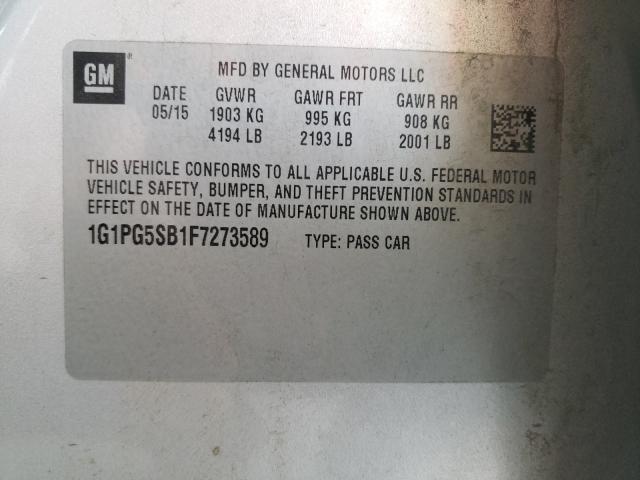 GM®
MFD BY GENERAL MOTORS LLC
DATE GVWR GAWR FRT GAWR RR
05/15 1903 KG 995 KG 908 KG
4194 LB 2193 LB 2001 LB
THIS VEHICLE CONFORMS TO ALL APPLICABLE U.S. FEDERAL MOTOR
VEHICLE SAFETY, BUMPER, AND THEFT PREVENTION STANDARDS IN
EFFECT ON THE DATE OF MANUFACTURE SHOWN ABOVE.
1G1PG5SB1F7273589 TYPE: PASS CAR